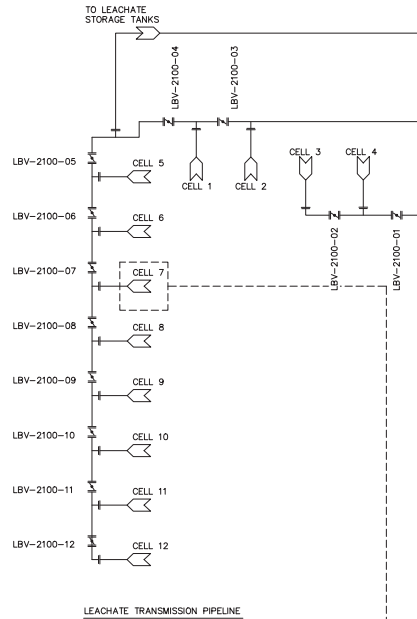 TO LEACHATE
STORAGE TANKS
LBV-2100-04
LBV-2100-03
CELL 3
CELL 4
LBV-2100-05
CELL 5
CELL 1
CELL 2
LBV-2100-06
CELL 6
LBV-2100-02
LBV-2100-01
LBV-2100-07
CELL 7
LBV-2100-08
CELL 8
LBV-2100-09
CELL 9
LBV-2100-10
CELL 10
LBV-2100-11
CELL 11
LBV-2100-12
CELL 12
LEACHATE TRANSMISSION PIPELINE